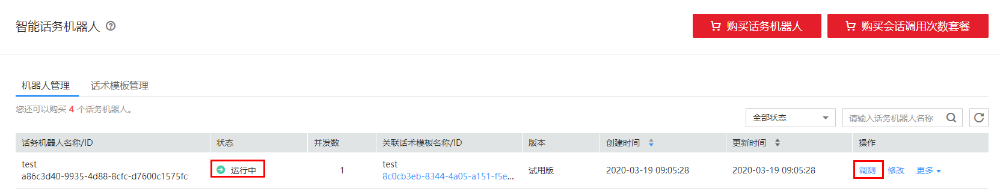 智能话务机器人
购买话务机器人
购买会话调用次数套餐
机器人管理 话术模板管理
您还可以购买 4 个话务机器人。
全部状态
请输入话务机器人名称
话务机器人名称/ID 状态 并发数 关联话术模板名称/ID 版本 创建时间 更新时间 操作
test test
a86c3d40-9935-4d88-8cfc-d7600c1575fc 运行中 1 8c0cb3eb-8344-4a05-a151-f5e... 试用版 2020-03-19 09:05:28 2020-03-19 09:05:28 调测 修改 更多